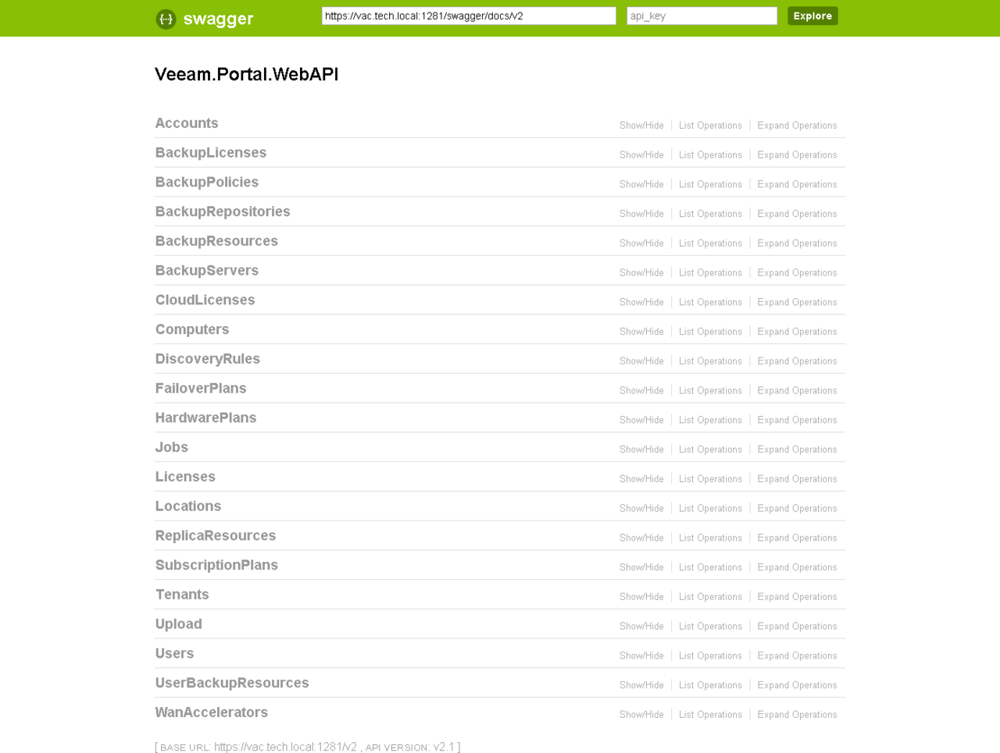 swagger https://vac.tech.local:1281/swagger/docs/v2 api_key Explore
Veeam.Portal.WebAPI
Accounts Show/Hide List Operations Expand Operations
BackupLicenses Show/Hide List Operations Expand Operations
BackupPolicies Show/Hide List Operations Expand Operations
BackupRepositories Show/Hide List Operations Expand Operations
BackupResources Show/Hide List Operations Expand Operations
BackupServers Show/Hide List Operations Expand Operations
CloudLicenses Show/Hide List Operations Expand Operations
Computers Show/Hide List Operations Expand Operations
DiscoveryRules Show/Hide List Operations Expand Operations
FailoverPlans Show/Hide List Operations Expand Operations
HardwarePlans Show/Hide List Operations Expand Operations
Jobs Show/Hide List Operations Expand Operations
Licenses Show/Hide List Operations Expand Operations
Locations Show/Hide List Operations Expand Operations
ReplicaResources Show/Hide List Operations Expand Operations
SubscriptionPlans Show/Hide List Operations Expand Operations
Tenants Show/Hide List Operations Expand Operations
Upload Show/Hide List Operations Expand Operations
Users Show/Hide List Operations Expand Operations
UserBackupResources Show/Hide List Operations Expand Operations
WanAccelerators Show/Hide List Operations Expand Operations
[ BASE URL: https://vac.tech.local:1281/v2 , API VERSION: v2.1 ]